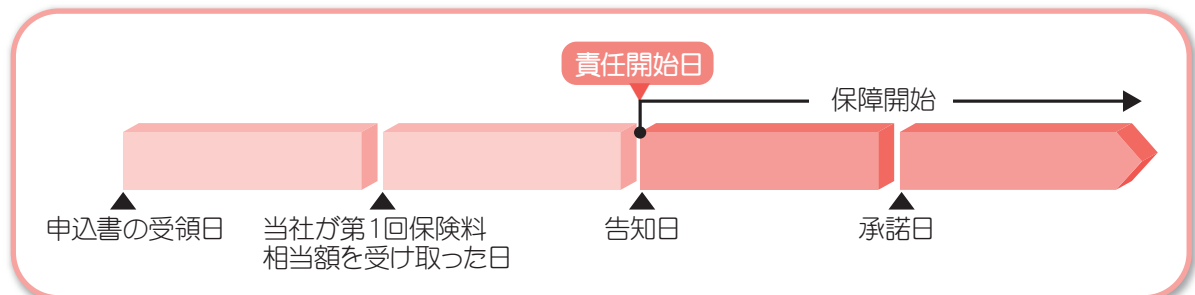 責任開始日
保障開始
申込書の受領日
当社が第1回保険料
相当額を受け取った日
告知日
承諾日